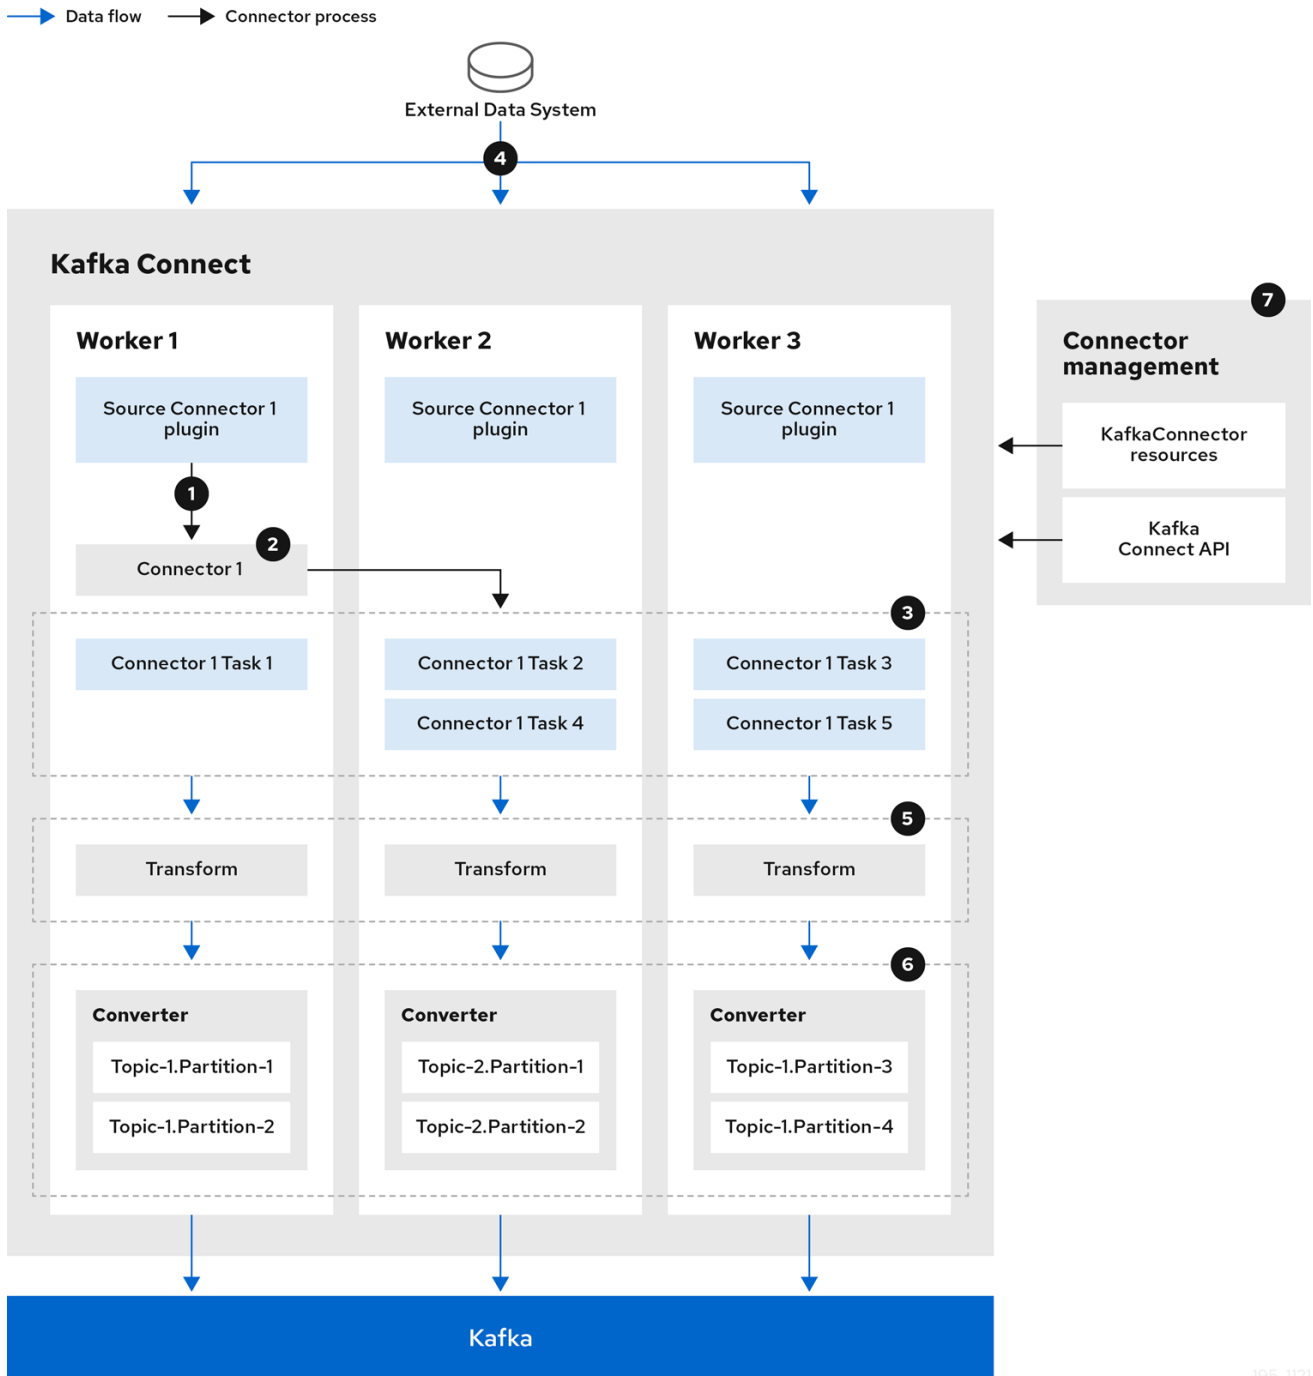 Data flow
Connector process
External Data System
4
Kafka Connect
Worker 1
Source Connector 1
plugin
1
2
Connector 1
Worker 2
Source Connector 1
plugin
Worker 3
Source Connector 1
plugin
3
Connector 1 Task 1
Connector 1 Task 2
Connector 1 Task 4
Connector 1 Task 3
Connector 1 Task 5
5
Transform
Transform
Transform
6
Converter
Topic-1.Partition-1
Topic-1.Partition-2
Converter
Topic-2.Partition-1
Topic-2.Partition-2
Converter
Topic-1.Partition-3
Topic-1.Partition-4
7
Connector
management
KafkaConnector
resources
Kafka
Connect API
Kafka